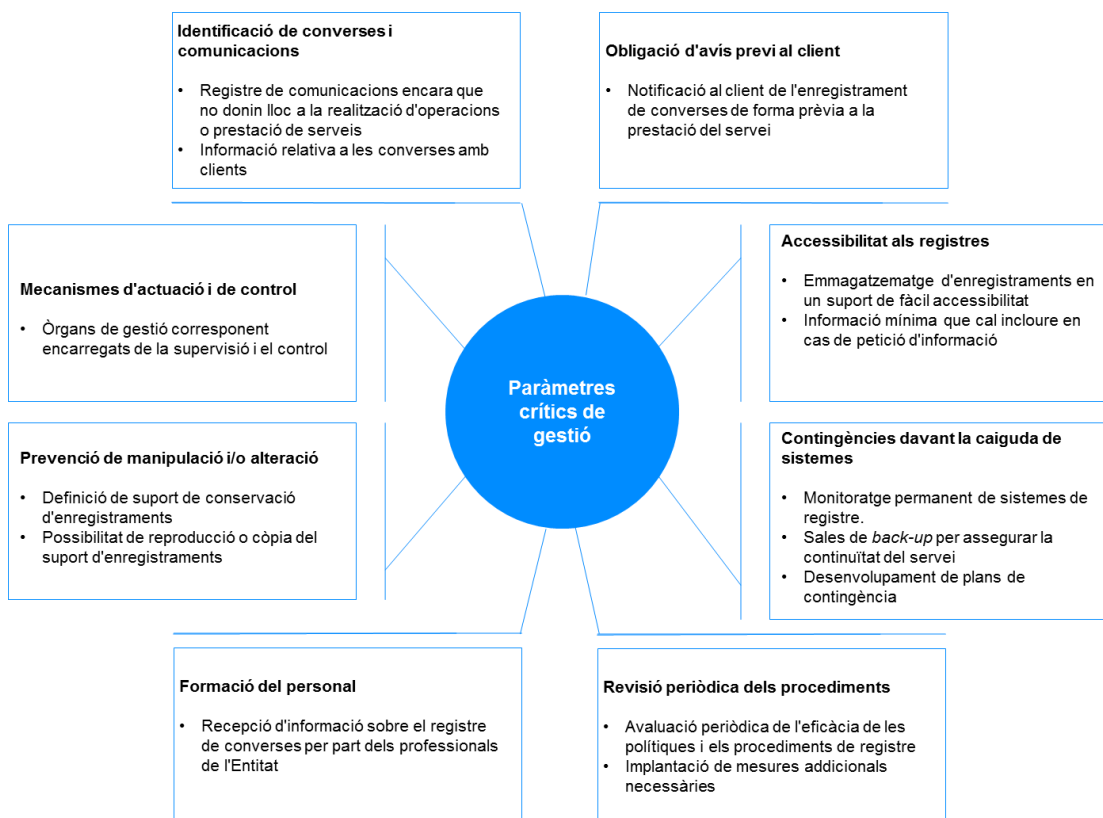 Identificació de converses i
comunicacions
• Registre de comunicacions encara que
no donin lloc a la realització d'operacions
o prestació de serveis
• Informació relativa a les converses amb
clients
Obligació d'avís previ al client
• Notificació al client de l'enregistrament
de converses de forma prèvia a la
prestació del servei
Mecanismes d'actuació i de control
• Òrgans de gestió corresponent
encarregats de la supervisió i el control
Accessibilitat als registres
• Emmagatzematge d'enregistraments en
un suport de fàcil accessibilitat
• Informació mínima que cal incloure en
cas de petició d'informació
Paràmetres
crítics de
gestió
Prevenció de manipulació i/o alteració
• Definició de suport de conservació
d'enregistraments
• Possibilitat de reproducció o còpia del
suport d'enregistraments
Contingències davant la caiguda de
sistemes
• Monitoratge permanent de sistemes de
registre.
• Sales de back-up per assegurar la
continuïtat del servei
• Desenvolupament de plans de
contingència
Formació del personal
• Recepció d'informació sobre el registre
de converses per part dels professionals
de l'Entitat
Revisió periòdica dels procediments
• Avaluació periòdica de l'eficàcia de les
polítiques i els procediments de registre
• Implantació de mesures addicionals
necessàries